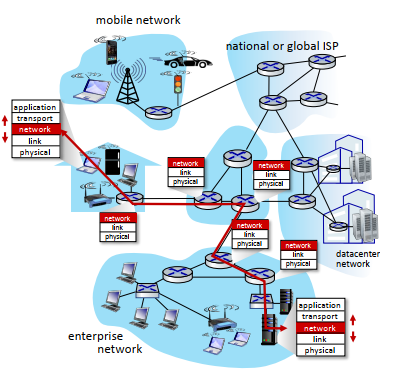 mobile network
national or global ISP
application
transport
network
link
physical
network
link
physical
network
link
physical
network
link
physical
network
link
physical
network
link
physical
datacenter
network
application
transport
network
link
physical
enterprise
network